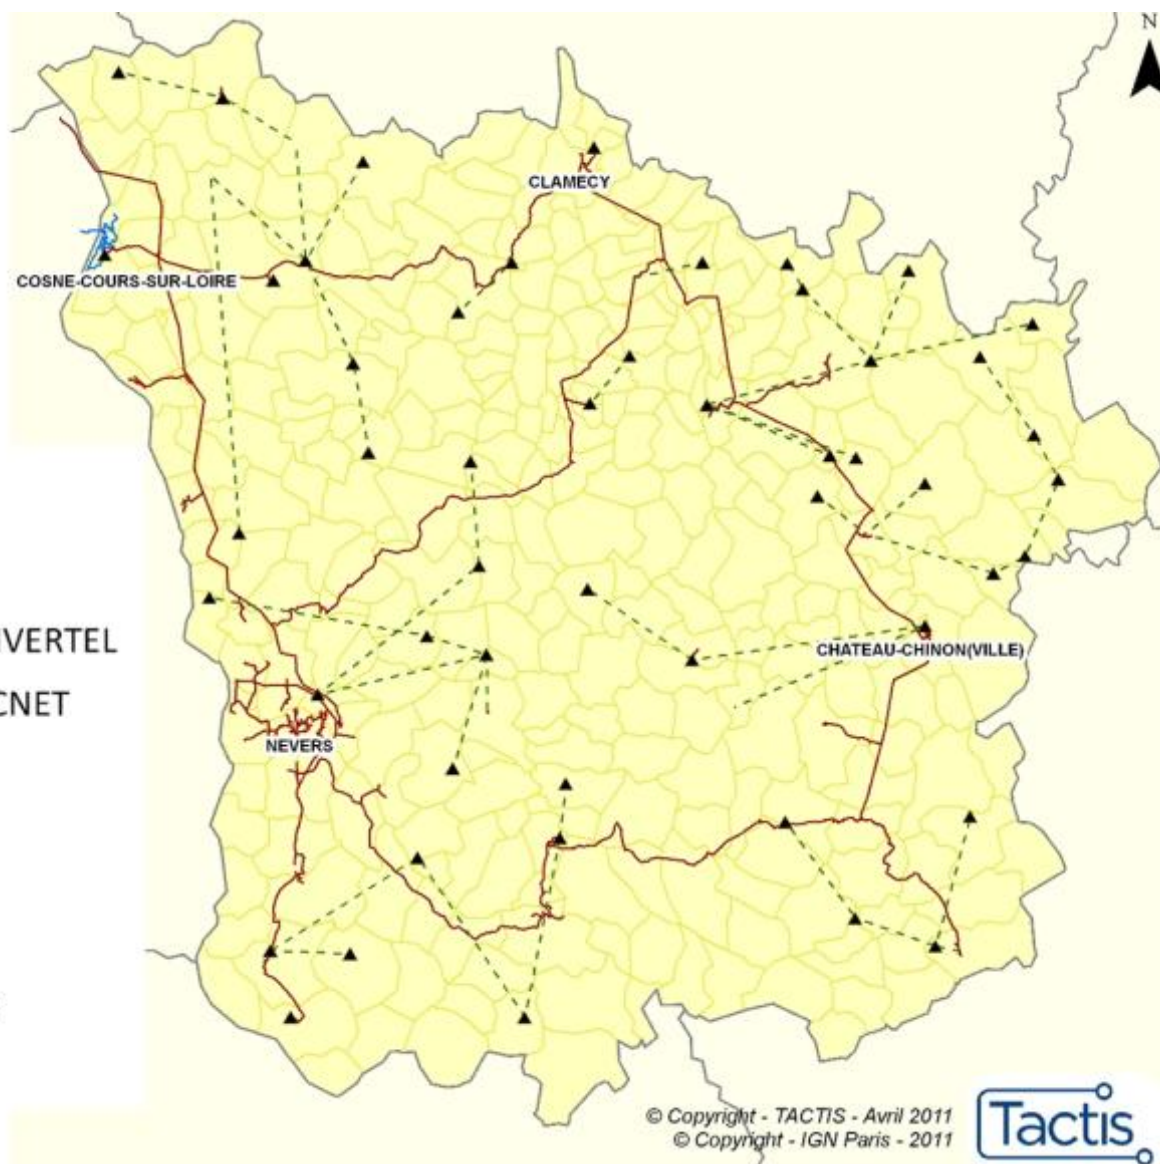 N
CLAMECY
COSNE-COURS-SUR-LOIRE
IVERTEL
CNET
CHATEAU-CHINON(VILLE)
NEVERS
© Copyright - TACTIS - Avril 2011
© Copyright - IGN Paris - 2011
Tactis